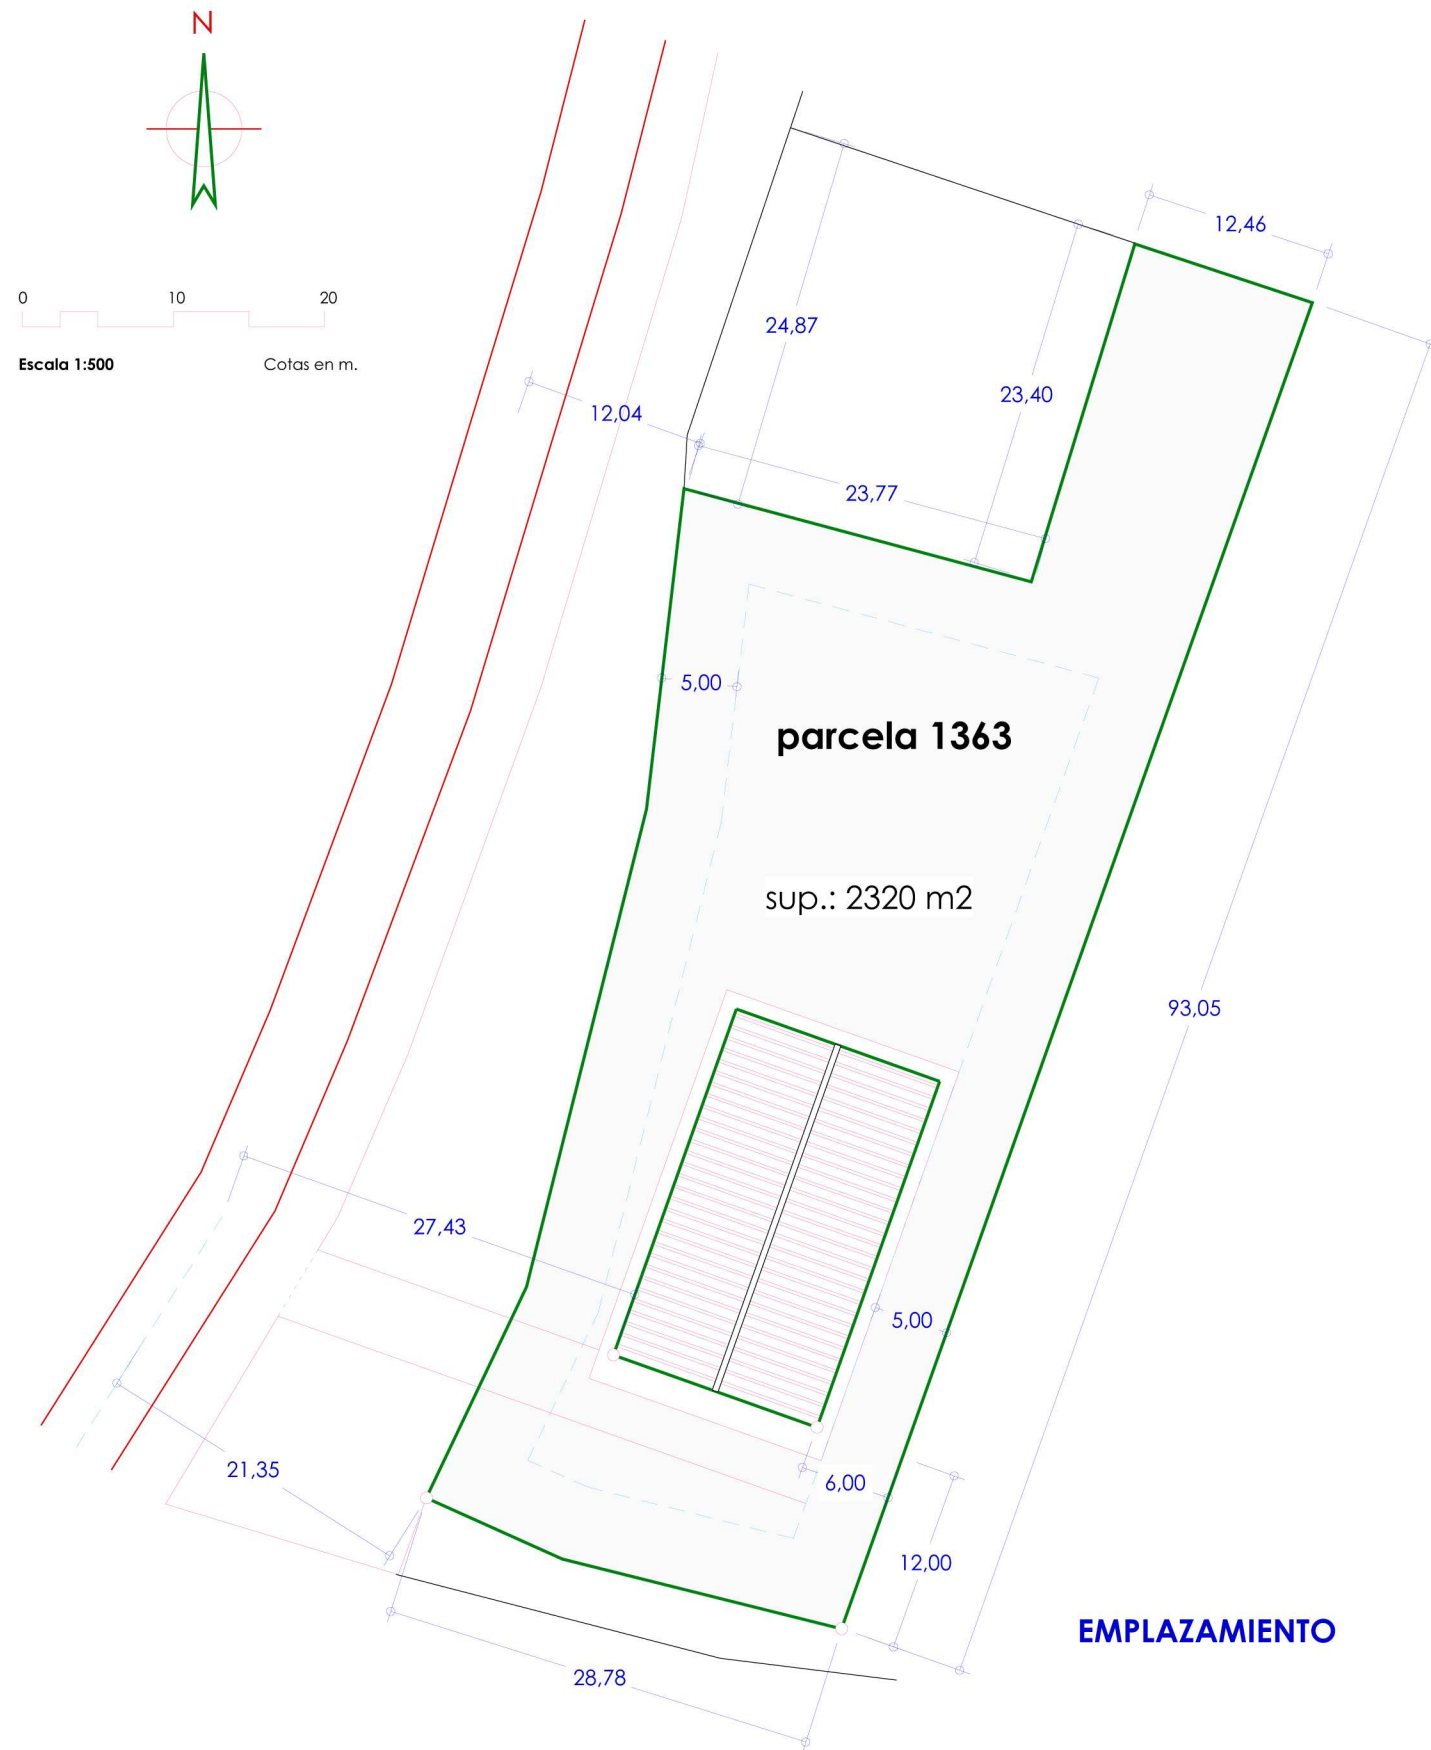 N
12,46
0 10 20
24,87
Escala 1:500 Cotas en m.
23,40
12,04
23,77
5,00
parcela 1363
sup.: 2320 m2
93,05
27,43
5,00
21,35
6,00
12,00
EMPLAZAMIENTO
28,78